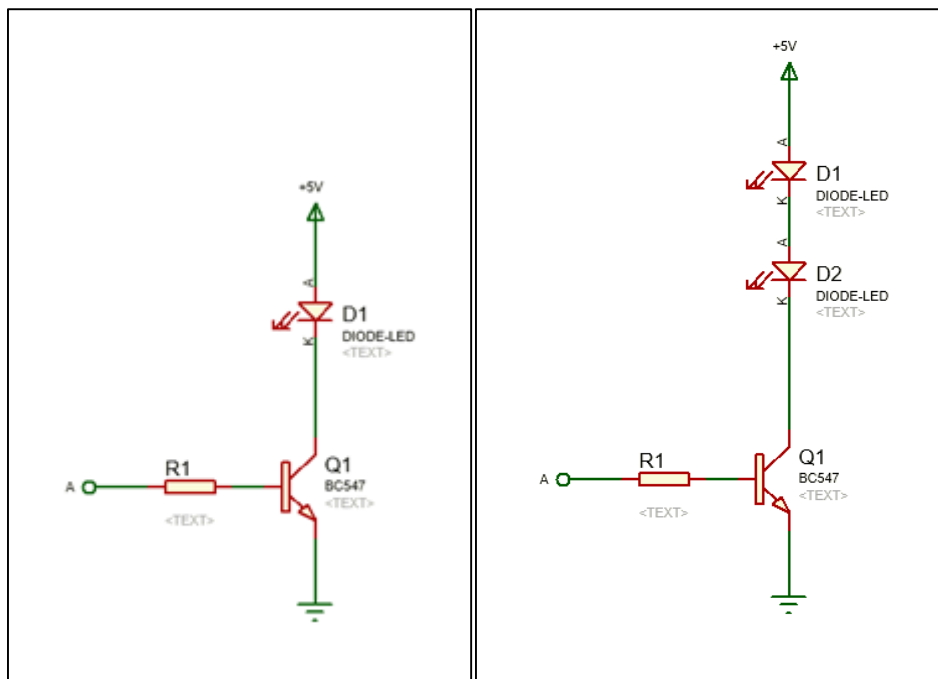 +5V
A
D1
DIODE-LED
K
<TEXT>
R1
Q1
A
BC547
<TEXT>
<TEXT>
+5V
A
D1
DIODE-LED
K
<TEXT>
A
D2
DIODE-LED
K
<TEXT>
R1
Q1
A
BC547
<TEXT>
<TEXT>